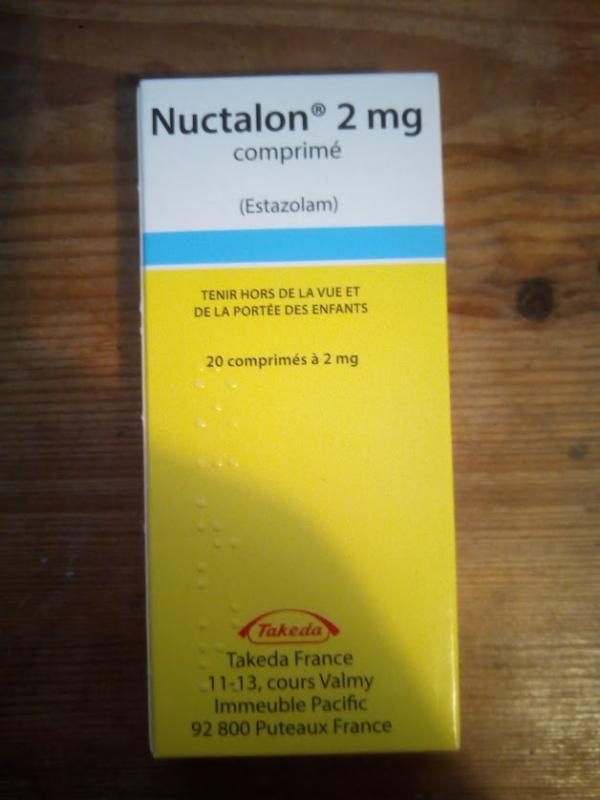 Nuctalon® 2 mg
comprimé
(Estazolam)
TENIR HORS DE LA VUE ET
DE LA PORTÉE DES ENFANTS
20 comprimés à 2 mg
Takeda
Takeda France
11-13, cours Valmy
Immeuble Pacific
92 800 Puteaux France